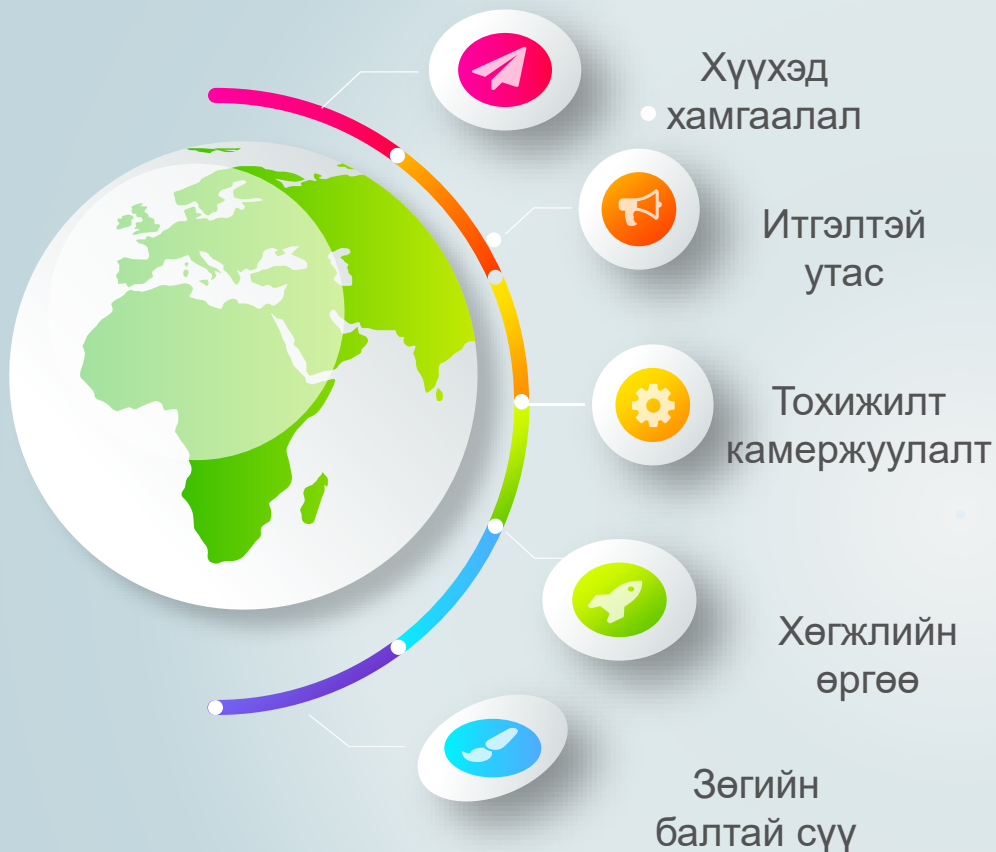 Хүүхэд
хамгаалал
Итгэлтэй
утас
Тохижилт
камержуулалт
Хөгжлийн
өргөө
Зөгийн
балтай сүү